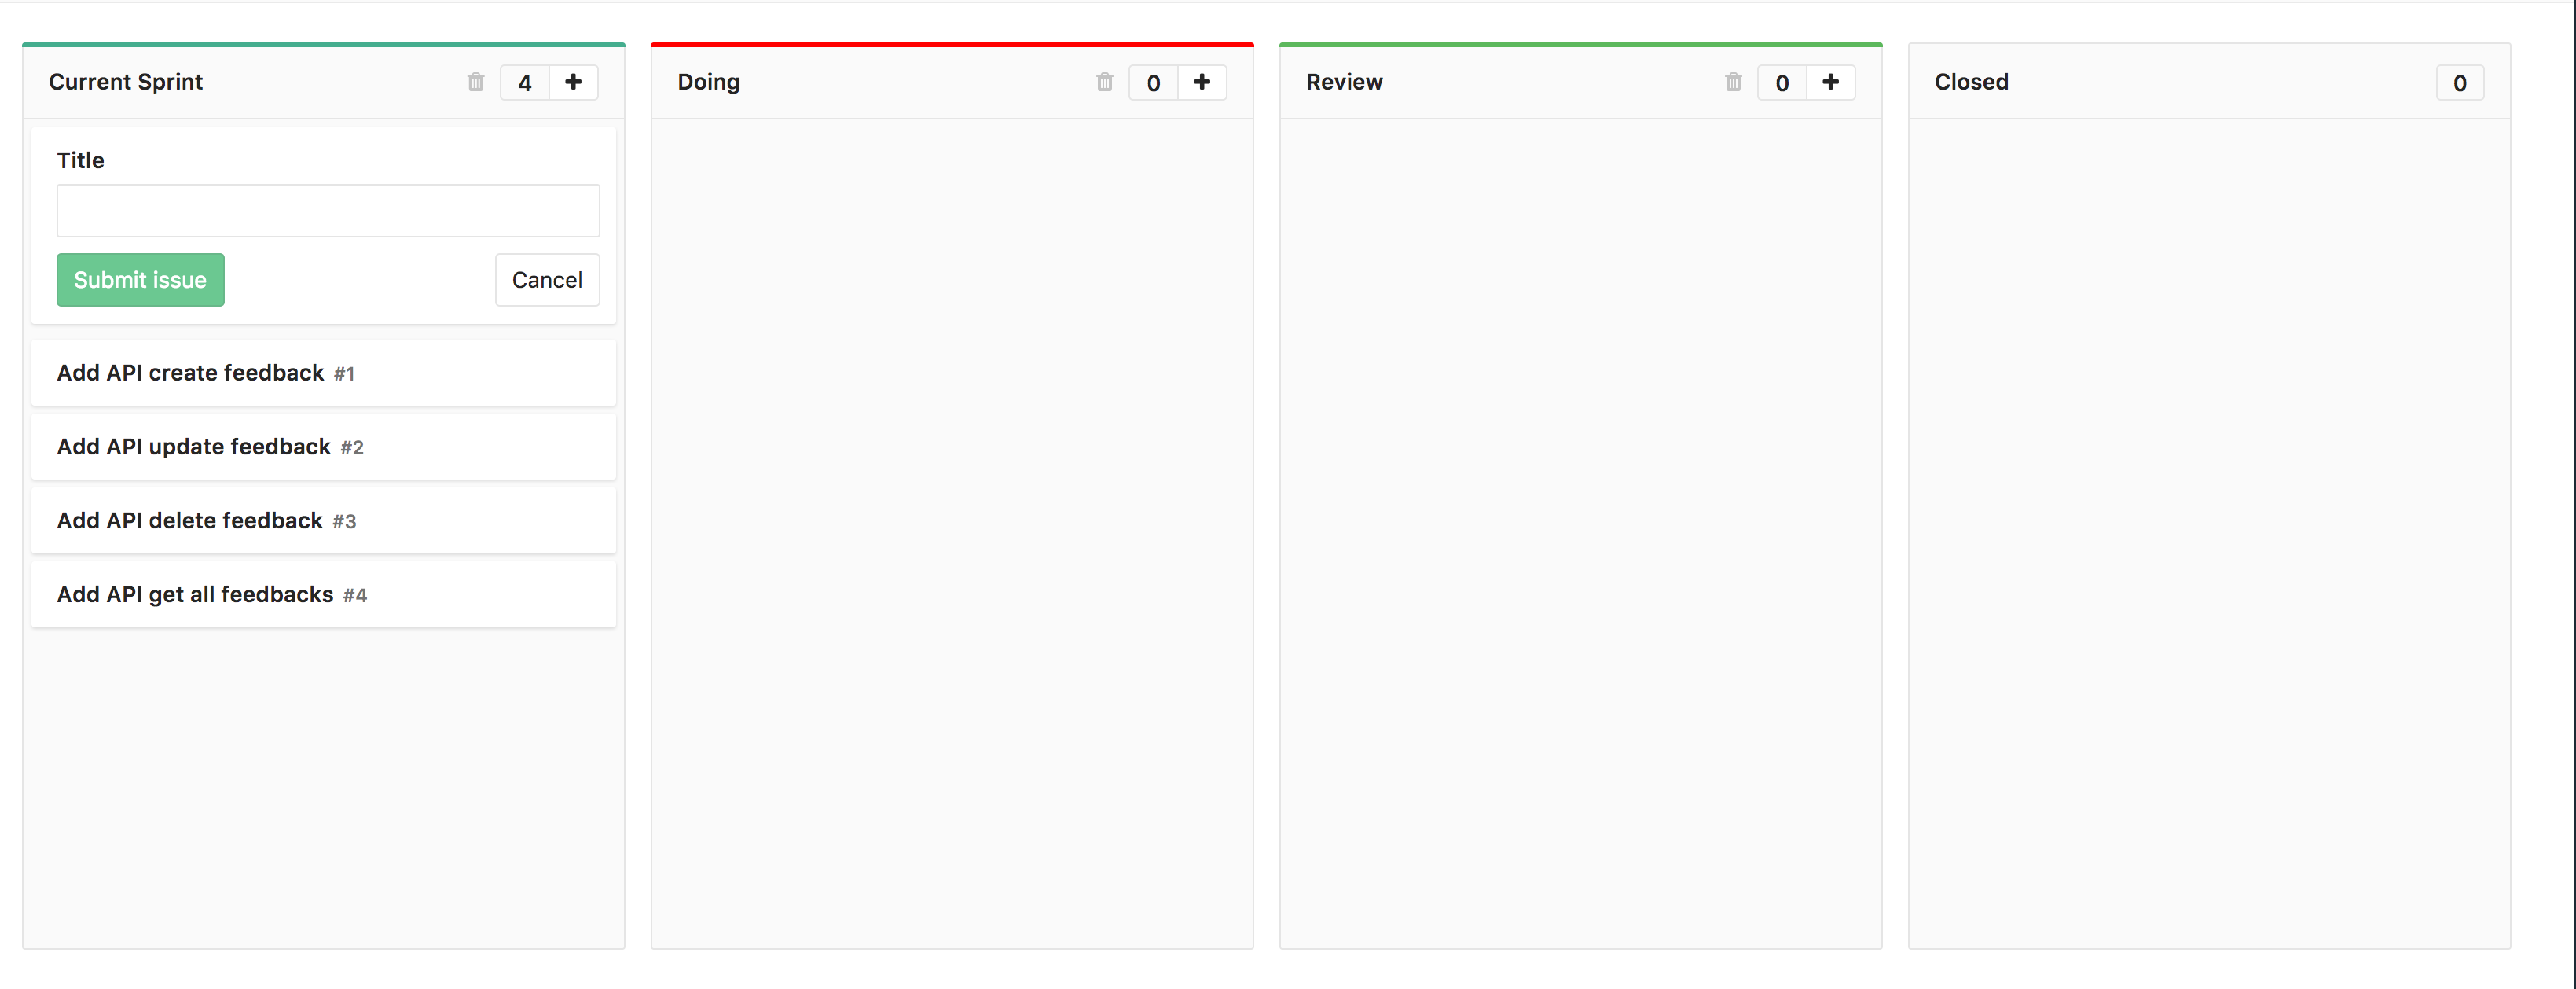 Current Sprint 4 +
Title
Submit issue Cancel
Add API create feedback #1
Add API update feedback #2
Add API delete feedback #3
Add API get all feedbacks #4
Doing 0 +
Review 0 +
Closed 0